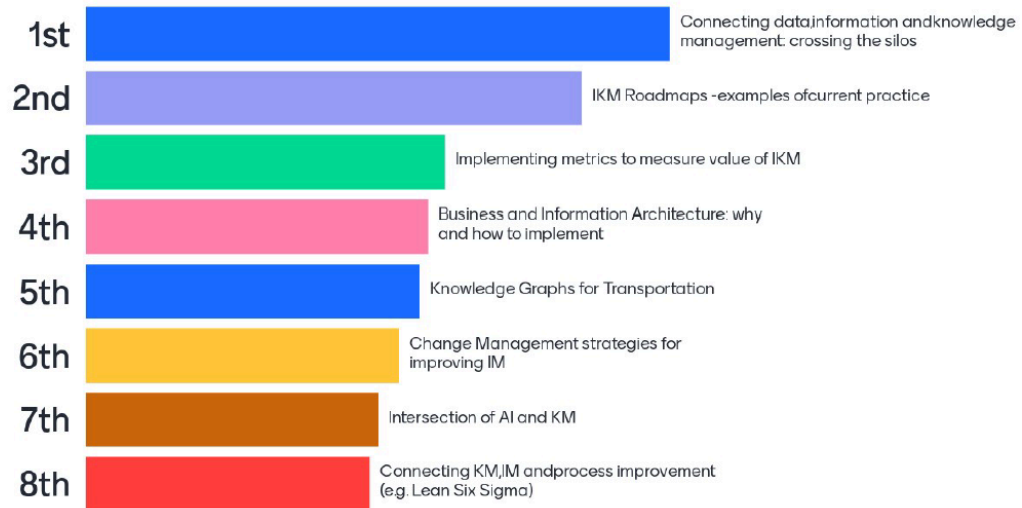 1st
Connecting data,information andknowledge
management: crossing the silos
2nd
IKM Roadmaps -examples ofcurrent practice
3rd
Implementing metrics to measure value of IKM
4th
Business and Information Architecture: why
and how to implement
5th
Knowledge Graphs for Transportation
6th
Change Management strategies for
improving IM
7th
Intersection of AI and KM
8th
Connecting KM,IM andprocess improvement
(e.g. Lean Six Sigma)